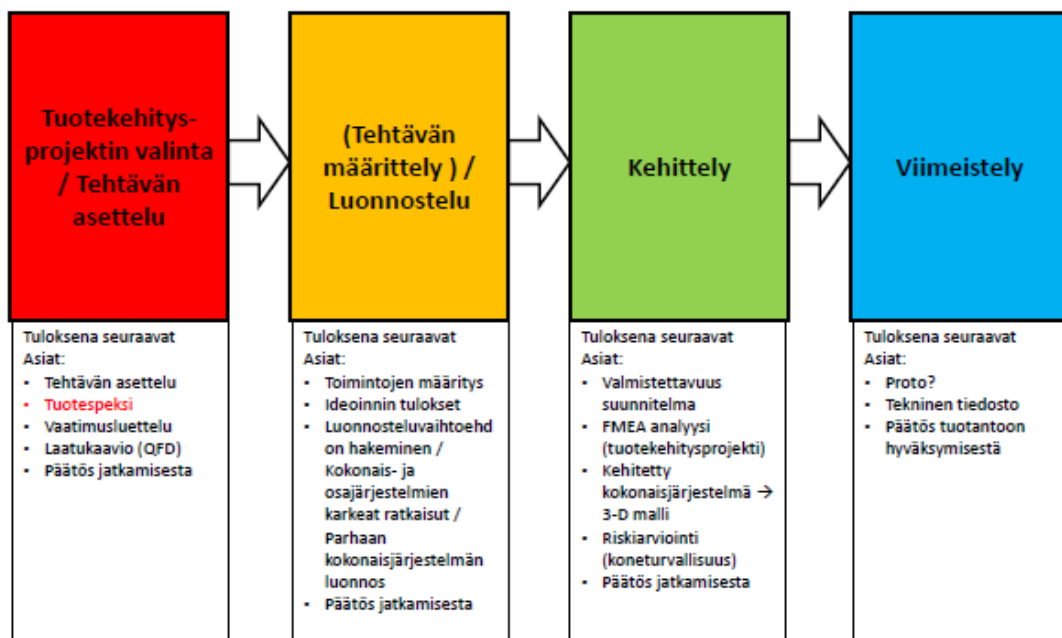 Tuotekehitys-
projektin valinta
/ Tehtävän
asettelu
(Tehtävän
määrittely ) /
Luonnostelu
Kehittely
Viimeistely
Tuloksena seuraavat
Asiat:
▪ Tehtävän asettelu
▪ Tuotespeksi
▪ Vaatimusluettelo
▪ Laatukaavio (QFD)
▪ Päätös jatkamisesta
Tuloksena seuraavat
Asiat:
▪ Toimintojen määritys
▪ Ideoinnin tulokset
▪ Luonnosteluvaihtoehd
on hakeminen /
Kokonais- ja
osajärjestelmien
karkeat ratkaisut /
Parhaan
kokonaisjärjestelmän
luonnos
▪ Päätös jatkamisesta
Tuloksena seuraavat
Asiat:
▪ Valmistettavuus
suunnitelma
▪ FMEA analyysi
(tuotekehitysprojekti)
▪ Kehitetty
kokonaisjärjestelmä →
3-D malli
▪ Riskiarviointi
(koneturvallisuus)
▪ Päätös jatkamisesta
Tuloksena seuraavat
Asiat:
▪ Proto?
▪ Tekninen tiedosto
▪ Päätös tuotantoon
hyväksymisestä